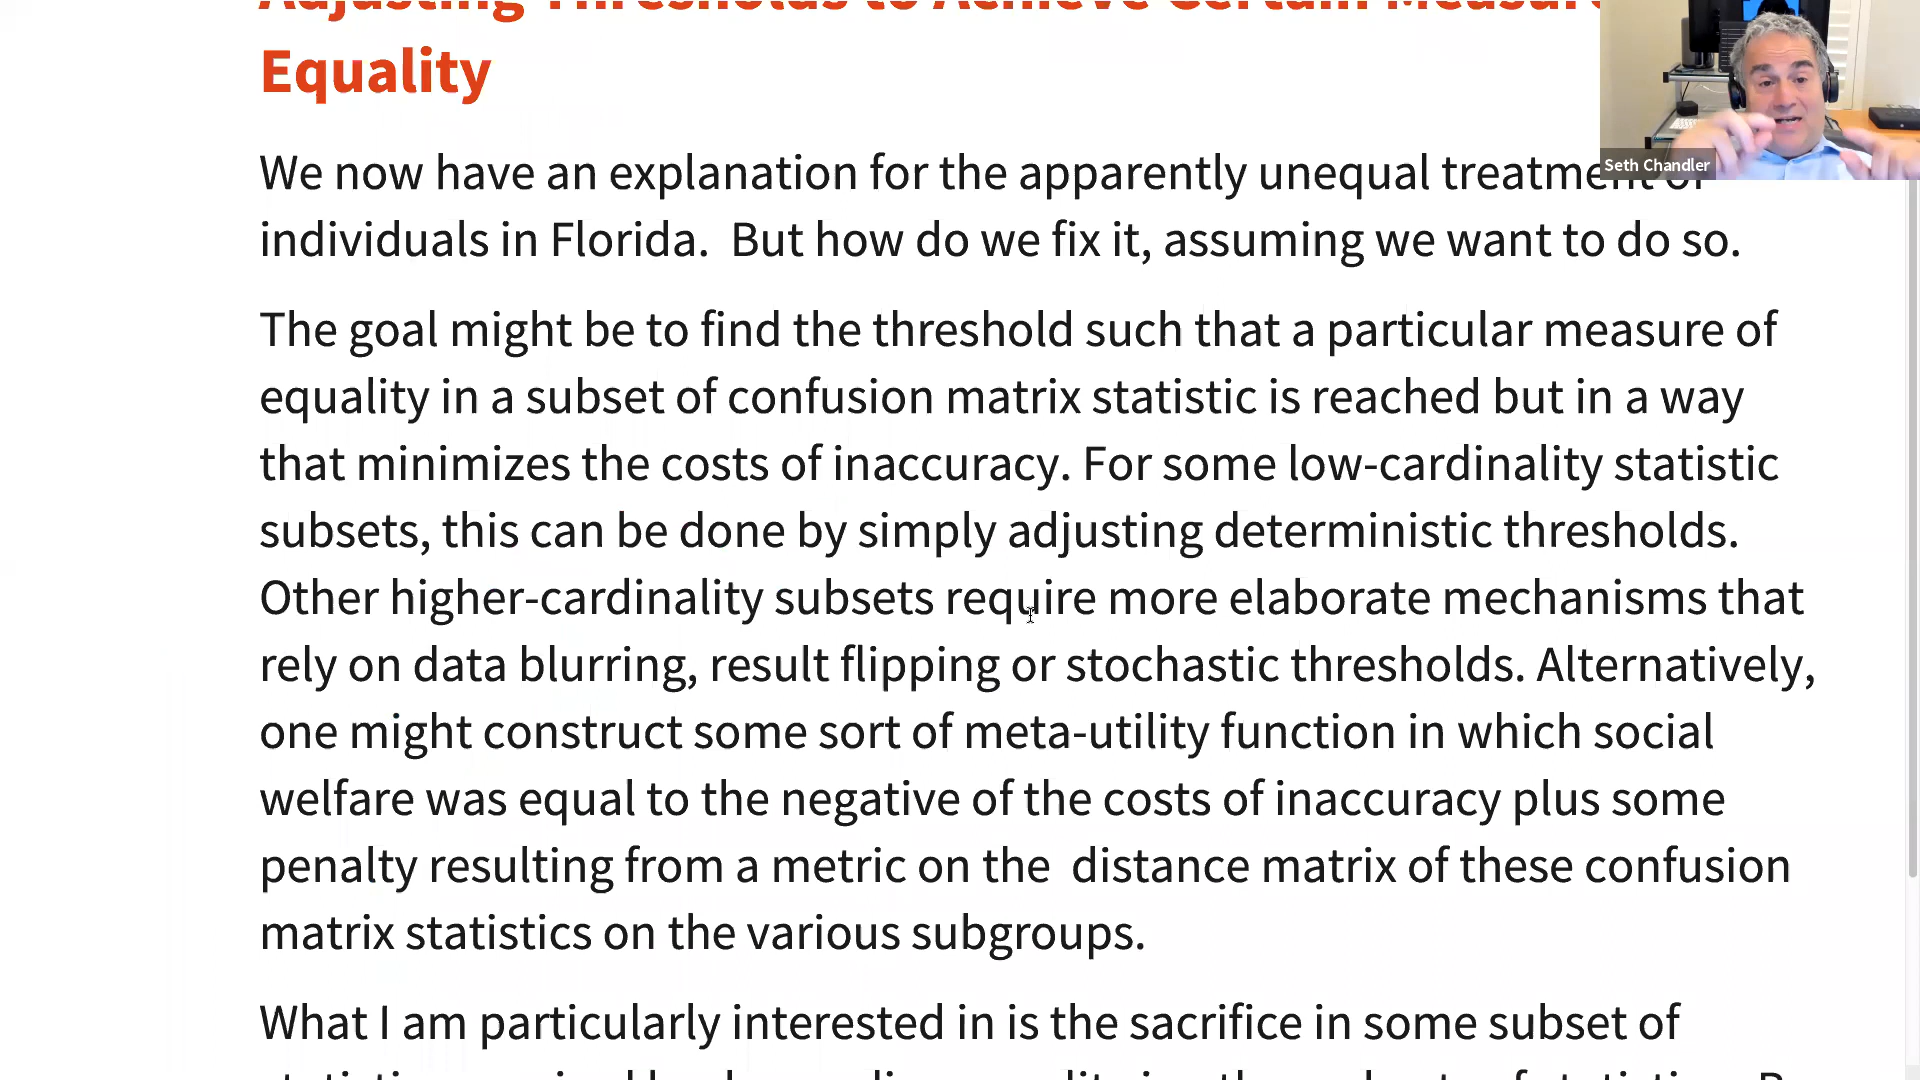 Adjusting Thresholds to Achieve Certain Measur
Equality
Seth Chandler
We now have an explanation for the apparently unequal treatment of
individuals in Florida.  But how do we fix it, assuming we want to do so.
The goal might be to find the threshold such that a particular measure of
equality in a subset of confusion matrix statistic is reached but in a way
that minimizes the costs of inaccuracy. For some low-cardinality statistic
subsets, this can be done by simply adjusting deterministic thresholds.
Other higher-cardinality subsets require more elaborate mechanisms that
rely on data blurring, result flipping or stochastic thresholds. Alternatively,
one might construct some sort of meta-utility function in which social
welfare was equal to the negative of the costs of inaccuracy plus some
penalty resulting from a metric on the  distance matrix of these confusion
matrix statistics on the various subgroups.
What I am particularly interested in is the sacrifice in some subset of